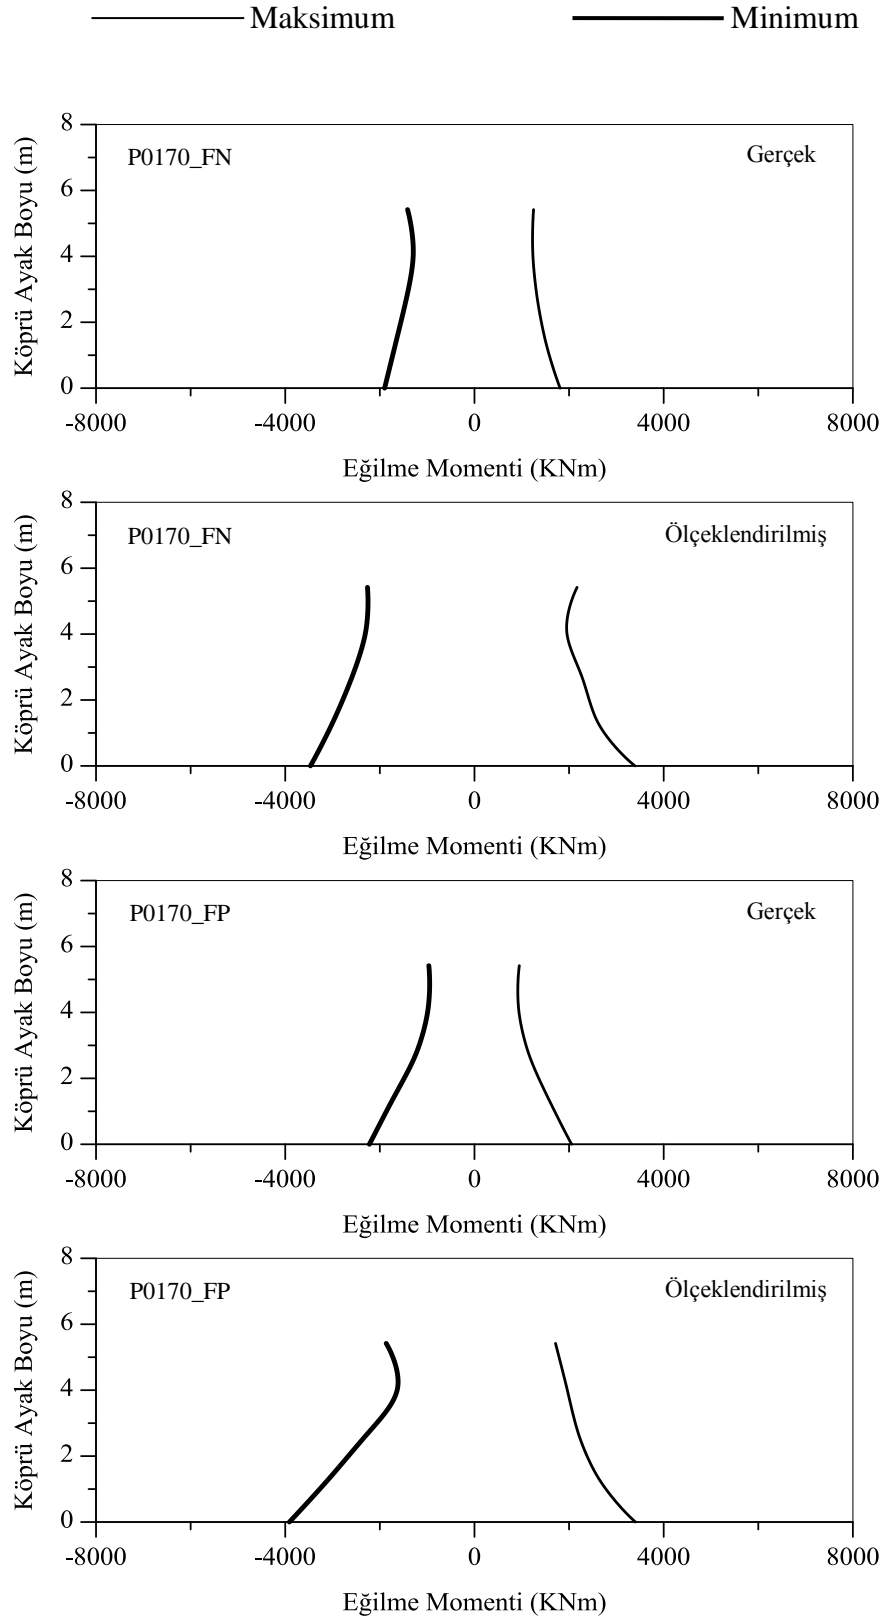 Maksimum Minimum
8
P0170_FN Gerçek
6
4
2
0
Köprü Ayak Boyu (m)
-8000 -4000 0 4000 8000
Eğilme Momenti (KNm)
8
P0170_FN Ölçeklendirilmiş
6
4
2
0
Köprü Ayak Boyu (m)
-8000 -4000 0 4000 8000
Eğilme Momenti (KNm)
8
P0170_FP Gerçek
6
4
2
0
Köprü Ayak Boyu (m)
-8000 -4000 0 4000 8000
Eğilme Momenti (KNm)
8
P0170_FP Ölçeklendirilmiş
6
4
2
0
Köprü Ayak Boyu (m)
-8000 -4000 0 4000 8000
Eğilme Momenti (KNm)